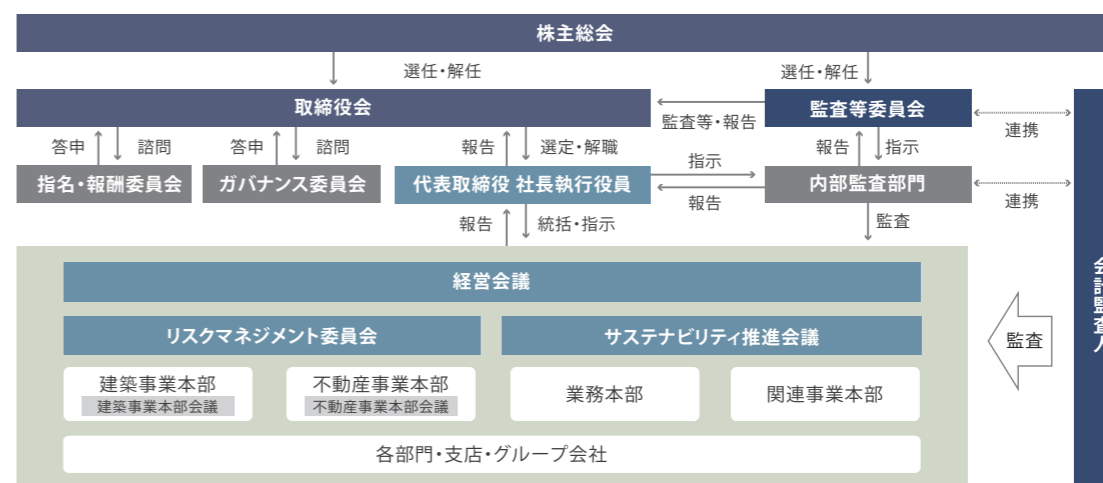 株主総会
選任・解任
選任・解任
取締役会
監査等・報告
監査等委員会
連携
答申
諮問
答申
諮問
報告
選定・解職
報告
指示
指名・報酬委員会
ガバナンス委員会
代表取締役 社長執行役員
指示
報告
内部監査部門
連携
報告
統括・指示
監査
経営会議
リスクマネジメント委員会
サステナビリティ推進会議
監査
会計監査人
建築事業本部
建築事業本部会議
不動産事業本部
不動産事業本部会議
業務本部
関連事業本部
各部門・支店・グループ会社